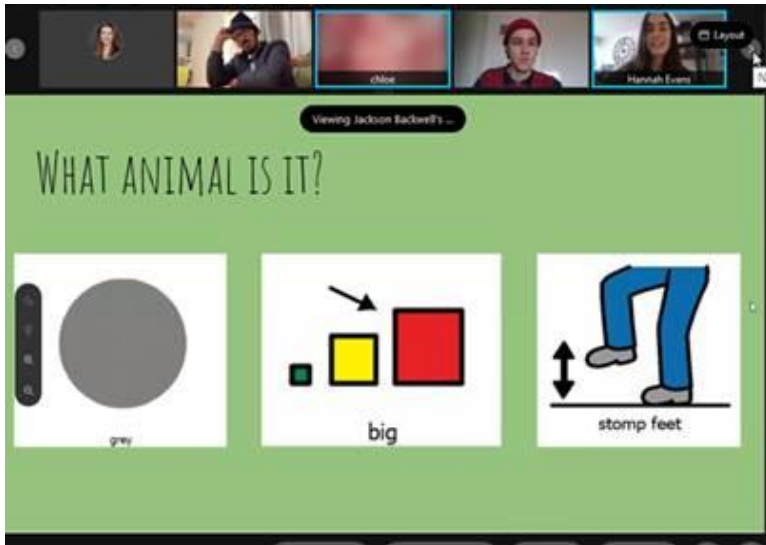 chloe
Hannah Evans
Layout
N
Viewing Jackson Backwell's ...
WHAT ANIMAL IS IT?
grey
big
stomp feet